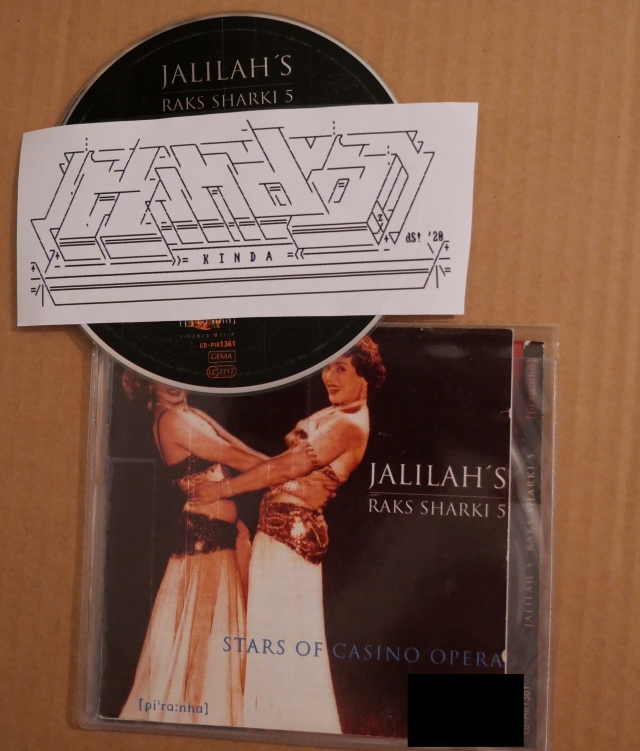 JALILAH´S
RAKS SHARKI 5
Kinda
dS! '20
))= K I N D A =((
CD-PIR1361
GEMA
LC 7717
JALILAH´S
RAKS SHARKI 5
STARS OF CASINO OPERA
[pi'ra:nha]
JALILAH´S RAKS SHARKI 5